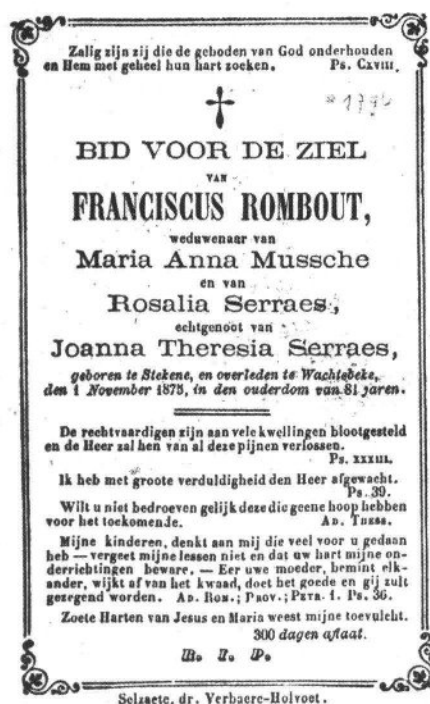 Zalig zijn zij die de geboden van God onderhouden
en Hem met geheel hun hart zoeken. Ps. CXVIII.
BID VOOR DE ZIEL
VAN
FRANCISCUS ROMBOUT,
weduwenaar van
Maria Anna Mussche
en van
Rosalia Serraes,
echtgenoot van
Joanna Theresia Serraes,
geboren te Stekene, en overleden te Wachtebeke,
den 1 November 1875, in den ouderdom van 81 jaren.
De rechtvaardigen zijn aan vele kwellingen blootgesteld
en de Heer zal hen van al deze pijnen verlossen.
Ps. XXXIII.
Ik heb met groote verduldigheid den Heer afgewacht.
Ps. 39.
Wilt u niet bedroeven gelijk deze die geene hoop hebben
voor het toekomende. AD. THESS.
Mijne kinderen, denkt aan mij die veel voor u gedaan
heb — vergeet mijne lessen niet en dat uw hart mijne on-
derrichtingen beware. — Eer uwe moeder, bemint elk-
ander, wijkt af van het kwaad, doet het goede en gij zult
gezegend worden. AD. ROM.; PROV.; PETR. 1. Ps. 36.
Zoete Harten van Jesus en Maria weest mijne toevulcht.
300 dagen aflaat.
R. I. P.
Selzaete, dr. Verbaere-Holvoet.